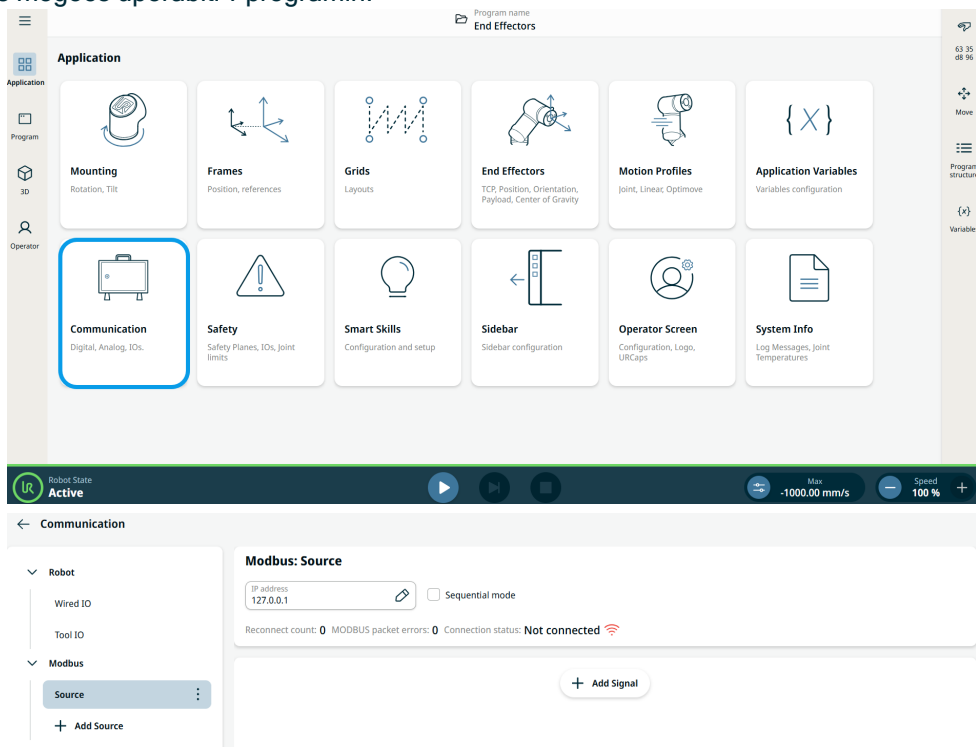 Program name
End Effectors
Application
63 35
d8 96
Application
Move
Program
Mounting
Rotation, Tilt
Frames
Position, references
Grids
Layouts
End Effectors
TCP, Position, Orientation,
Payload, Center of Gravity
Motion Profiles
Joint, Linear, Optimove
Application Variables
Variables configuration
Program
structure
3D
{x}
Variable
Operator
Communication
Digital, Analog, IOs.
Safety
Safety Planes, IOs, Joint
limits
Smart Skills
Configuration and setup
Sidebar
Sidebar configuration
Operator Screen
Configuration, Logo,
URCaps
System Info
Log Messages, Joint
Temperatures
Robot State
Active
Max
-1000.00 mm/s
Speed
100 %
Communication
Robot
Wired IO
Tool IO
Modbus
Source
Add Source
Modbus: Source
IP address
127.0.0.1
Sequential mode
Reconnect count: 0 MODBUS packet errors: 0 Connection status: Not connected
Add Signal